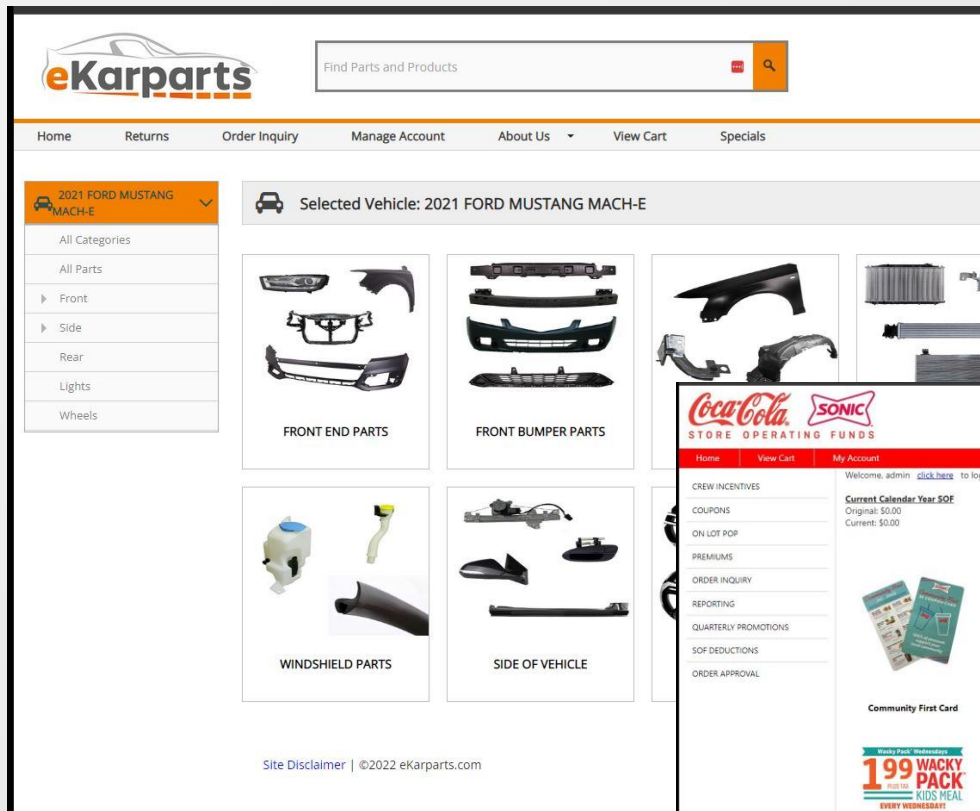 eKarparts
Find Parts and Products
Home Returns Order Inquiry Manage Account About Us View Cart Specials
2021 FORD MUSTANG
MACH-E
All Categories
All Parts
Front
Side
Rear
Lights
Wheels
Selected Vehicle: 2021 FORD MUSTANG MACH-E
FRONT END PARTS
FRONT BUMPER PARTS
WINDSHIELD PARTS
SIDE OF VEHICLE
Site Disclaimer | ©2022 eKarparts.com
Coca-Cola SONIC
STORE OPERATING FUNDS
Home View Cart My Account
Welcome, admin click here to log
CREW INCENTIVES
COUPONS
ON LOT POP
PREMIUMS
ORDER INQUIRY
REPORTING
QUARTERLY PROMOTIONS
SOF DEDUCTIONS
ORDER APPROVAL
Current Calendar Year SOF
Original: $0.00
Current: $0.00
Community First Card
Wacky Pack Wednesdays
1.99 WACKY
PLUS TAX PACK
KIDS MEAL
EVERY WEDNESDAY!